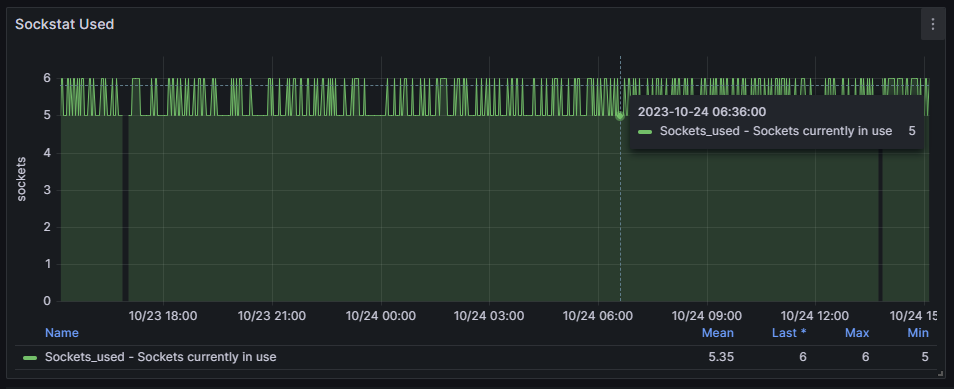 Sockstat Used
6
5
4
3
2
1
0
sockets
2023-10-24 06:36:00
Sockets_used - Sockets currently in use 5
10/23 18:00 10/23 21:00 10/24 00:00 10/24 03:00 10/24 06:00 10/24 09:00 10/24 12:00 10/24 15
Name Mean Last * Max Min
Sockets_used - Sockets currently in use 5.35 6 6 5